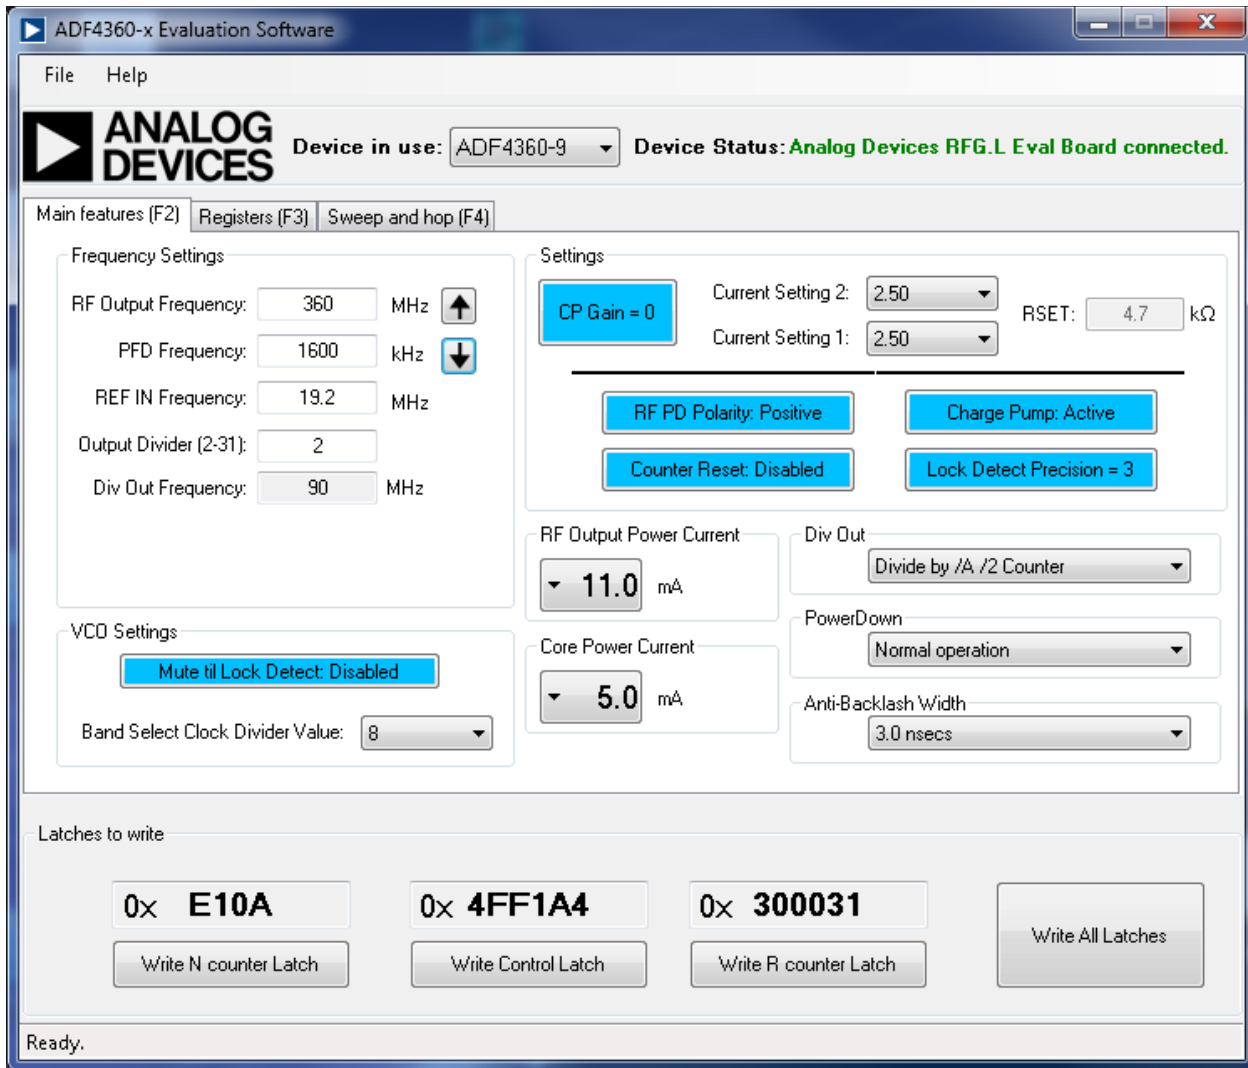 ADF4360-x Evaluation Software
File Help
ANALOG
DEVICES
Device in use: ADF4360-9 Device Status: Analog Devices RFG.L Eval Board connected.
Main features (F2) Registers (F3) Sweep and hop (F4)
Frequency Settings
RF Output Frequency: 360 MHz
PFD Frequency: 1600 kHz
REF IN Frequency: 19.2 MHz
Output Divider (2-31): 2
Div Out Frequency: 90 MHz
VCO Settings
Mute til Lock Detect: Disabled
Band Select Clock Divider Value: 8
Settings
CP Gain = 0
Current Setting 2: 2.50
Current Setting 1: 2.50
RSET: 4.7 kΩ
RF PD Polarity: Positive Charge Pump: Active
Counter Reset: Disabled Lock Detect Precision = 3
RF Output Power Current
11.0 mA
Core Power Current
5.0 mA
Div Out
Divide by /A /2 Counter
PowerDown
Normal operation
Anti-Backlash Width
3.0 nsecs
Latches to write
0x E10A 0x 4FF1A4 0x 300031
Write N counter Latch Write Control Latch Write R counter Latch Write All Latches
Ready.